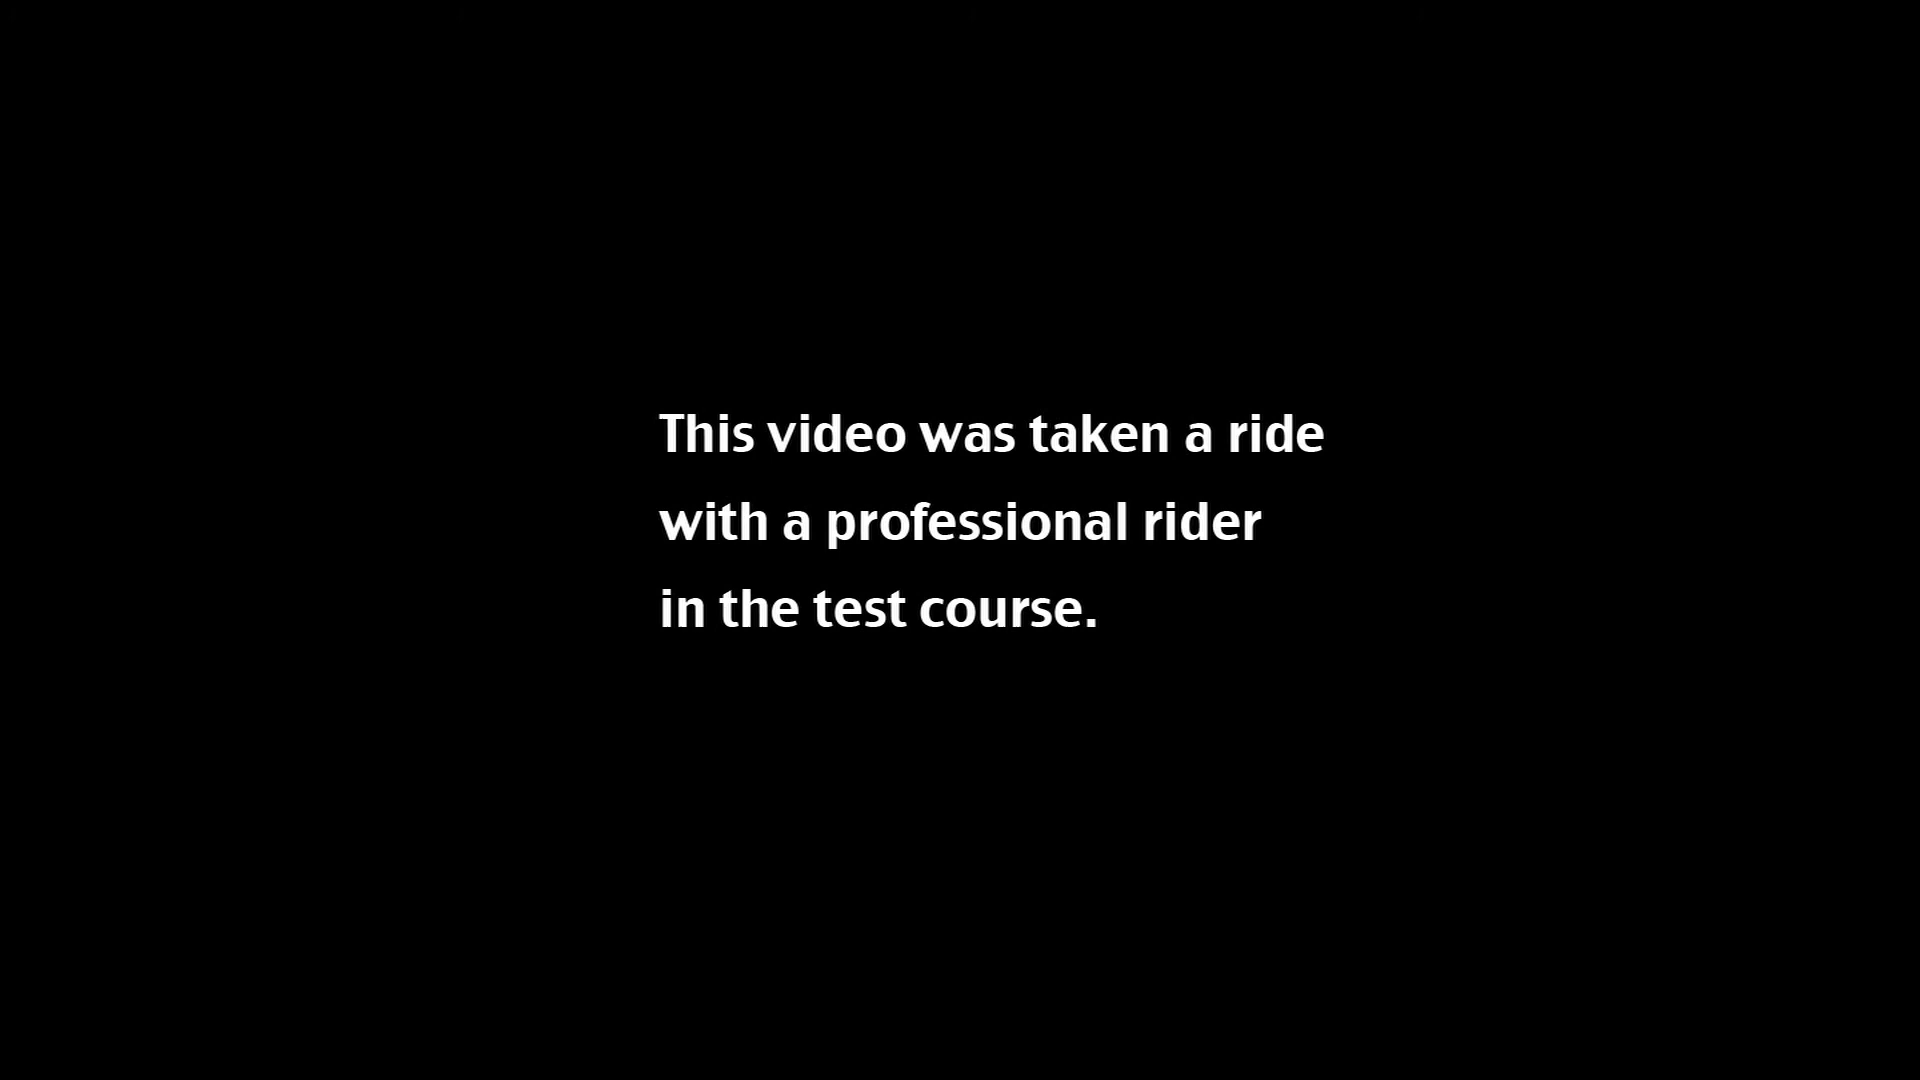 This video was taken a ride
with a professional rider
in the test course.